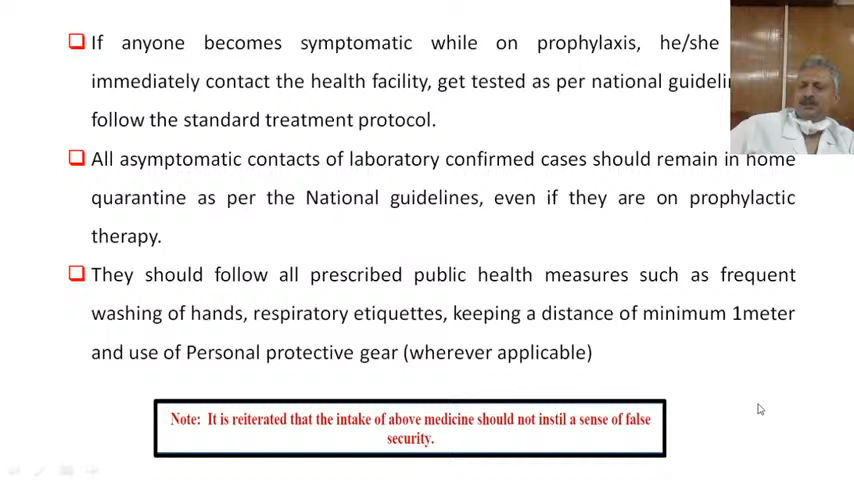 If anyone becomes symptomatic while on prophylaxis, he/she
immediately contact the health facility, get tested as per national
follow the standard treatment protocol.
All asymptomatic contacts of laboratory confirmed cases should remain in home
quarantine as per the National guidelines, even if they are on prophylactic
therapy.
They should follow all prescribed public health measures such as frequent
washing of hands, respiratory etiquettes, keeping a distance of minimum 1meter
and use of Personal protective gear (wherever applicable)
Note: It is reiterated that the intake of above medicine should not instil a sense of false
security.